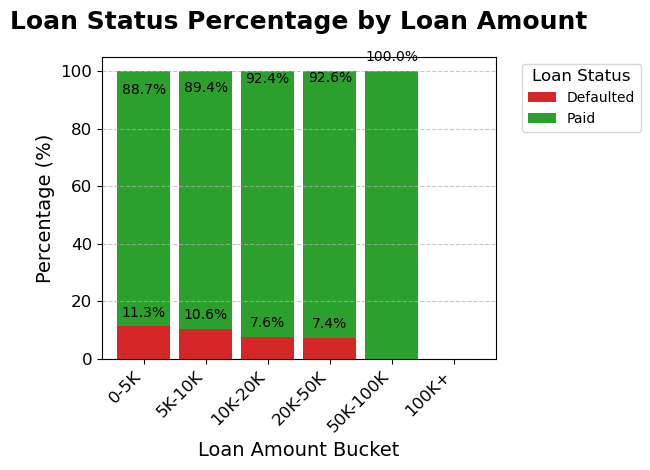 Loan Status Percentage by Loan Amount
100.0%
Loan Status
Defaulted
Paid
100
80
60
40
20
0
Percentage (%)
88.7%
89.4%
92.4%
92.6%
11.3%
10.6%
7.6%
7.4%
0-5K
5K-10K
10K-20K
20K-50K
50K-100K
100K+
Loan Amount Bucket